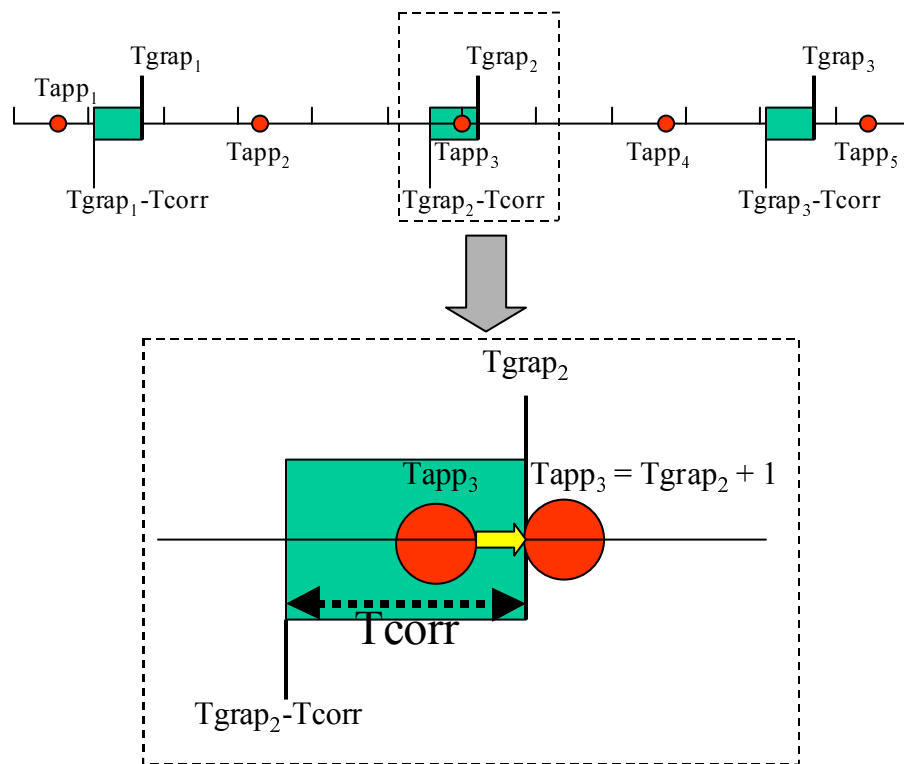 Tgrap₁
Tgrap₂
Tgrap₃
Tapp₁
Tapp₂
Tapp₃
Tapp₄
Tapp₅
Tgrap₁-Tcorr
Tgrap₂-Tcorr
Tgrap₃-Tcorr
Tgrap₂
Tapp₃
Tapp₃ = Tgrap₂ + 1
Tcorr
Tgrap₂-Tcorr